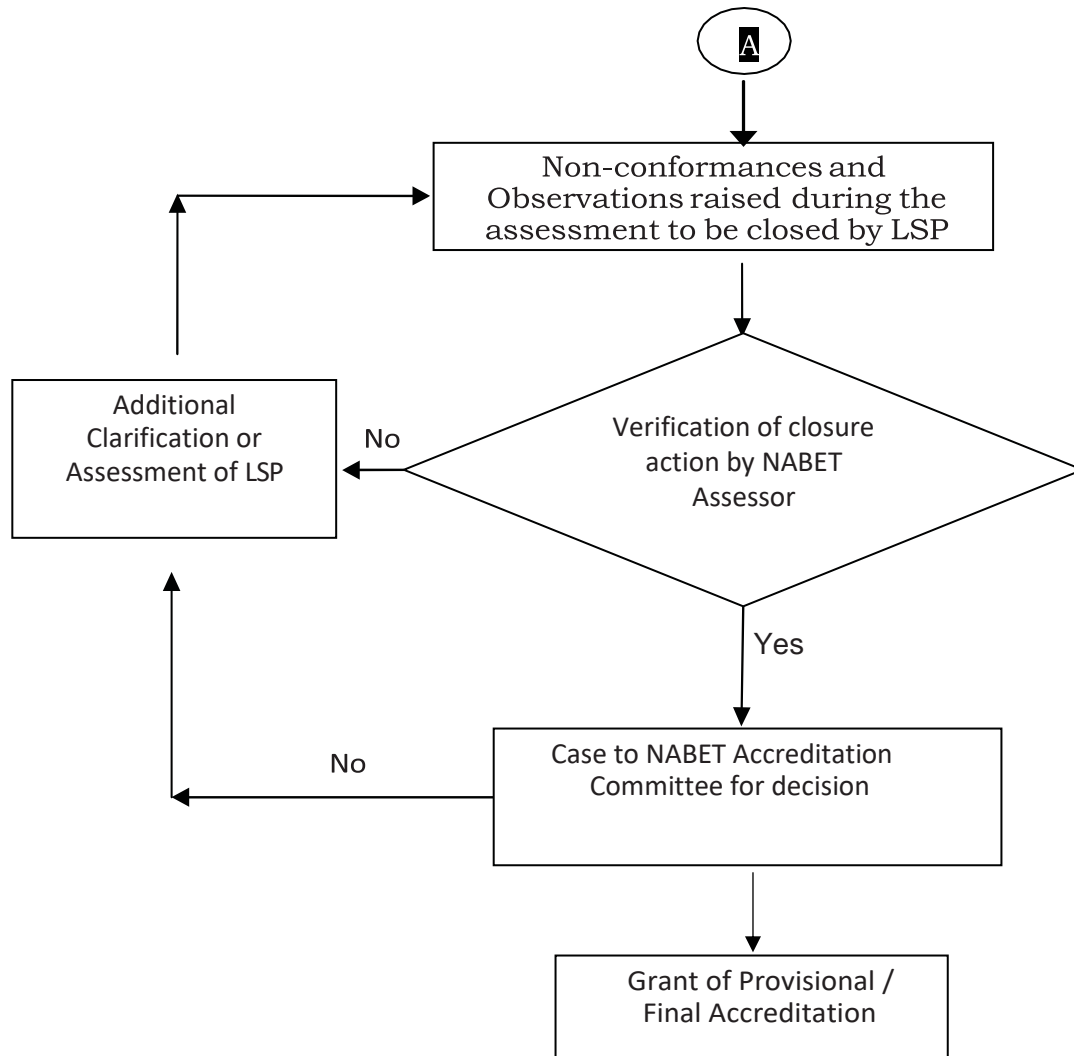 A
Non-conformances and
Observations raised during the
assessment to be closed by LSP
Additional
Clarification or
Assessment of LSP
No
Verification of closure
action by NABET
Assessor
Yes
Case to NABET Accreditation
Committee for decision
No
Grant of Provisional /
Final Accreditation